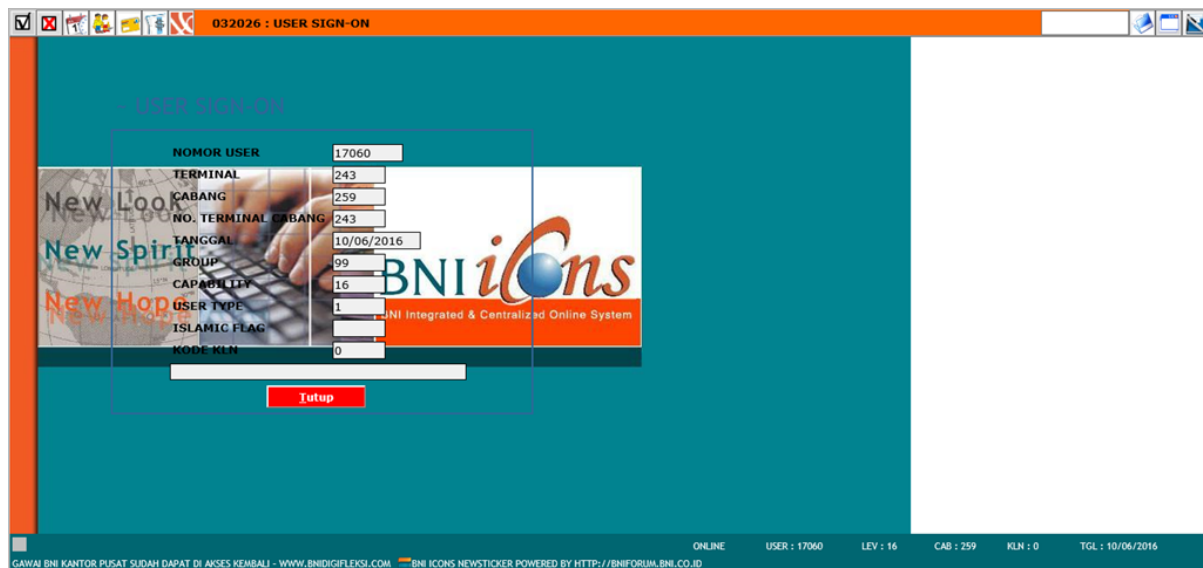 032026 : USER SIGN-ON
- USER SIGN-ON
NOMOR USER 17060
TERMINAL 243
CABANG 259
NO. TERMINAL CABANG 243
TANGGAL 10/06/2016
GROUP 99
CAPABILITY 16
USER TYPE 1
ISLAMIC FLAG
KODE KLN 0
Tutup
New Look
New Spirit
New Hope
BNI icons
BNI Integrated & Centralized Online System
ONLINE USER : 17060 LEV : 16 CAB : 259 KLN : 0 TGL : 10/06/2016
GAWAI BNI KANTOR PUSAT SUDAH DAPAT DI AKSES KEMBALI - WWW.BNIDIGIFLEKSI.COM BNI ICONS NEWSTICKER POWERED BY HTTP://BNIFORUM.BNI.CO.ID